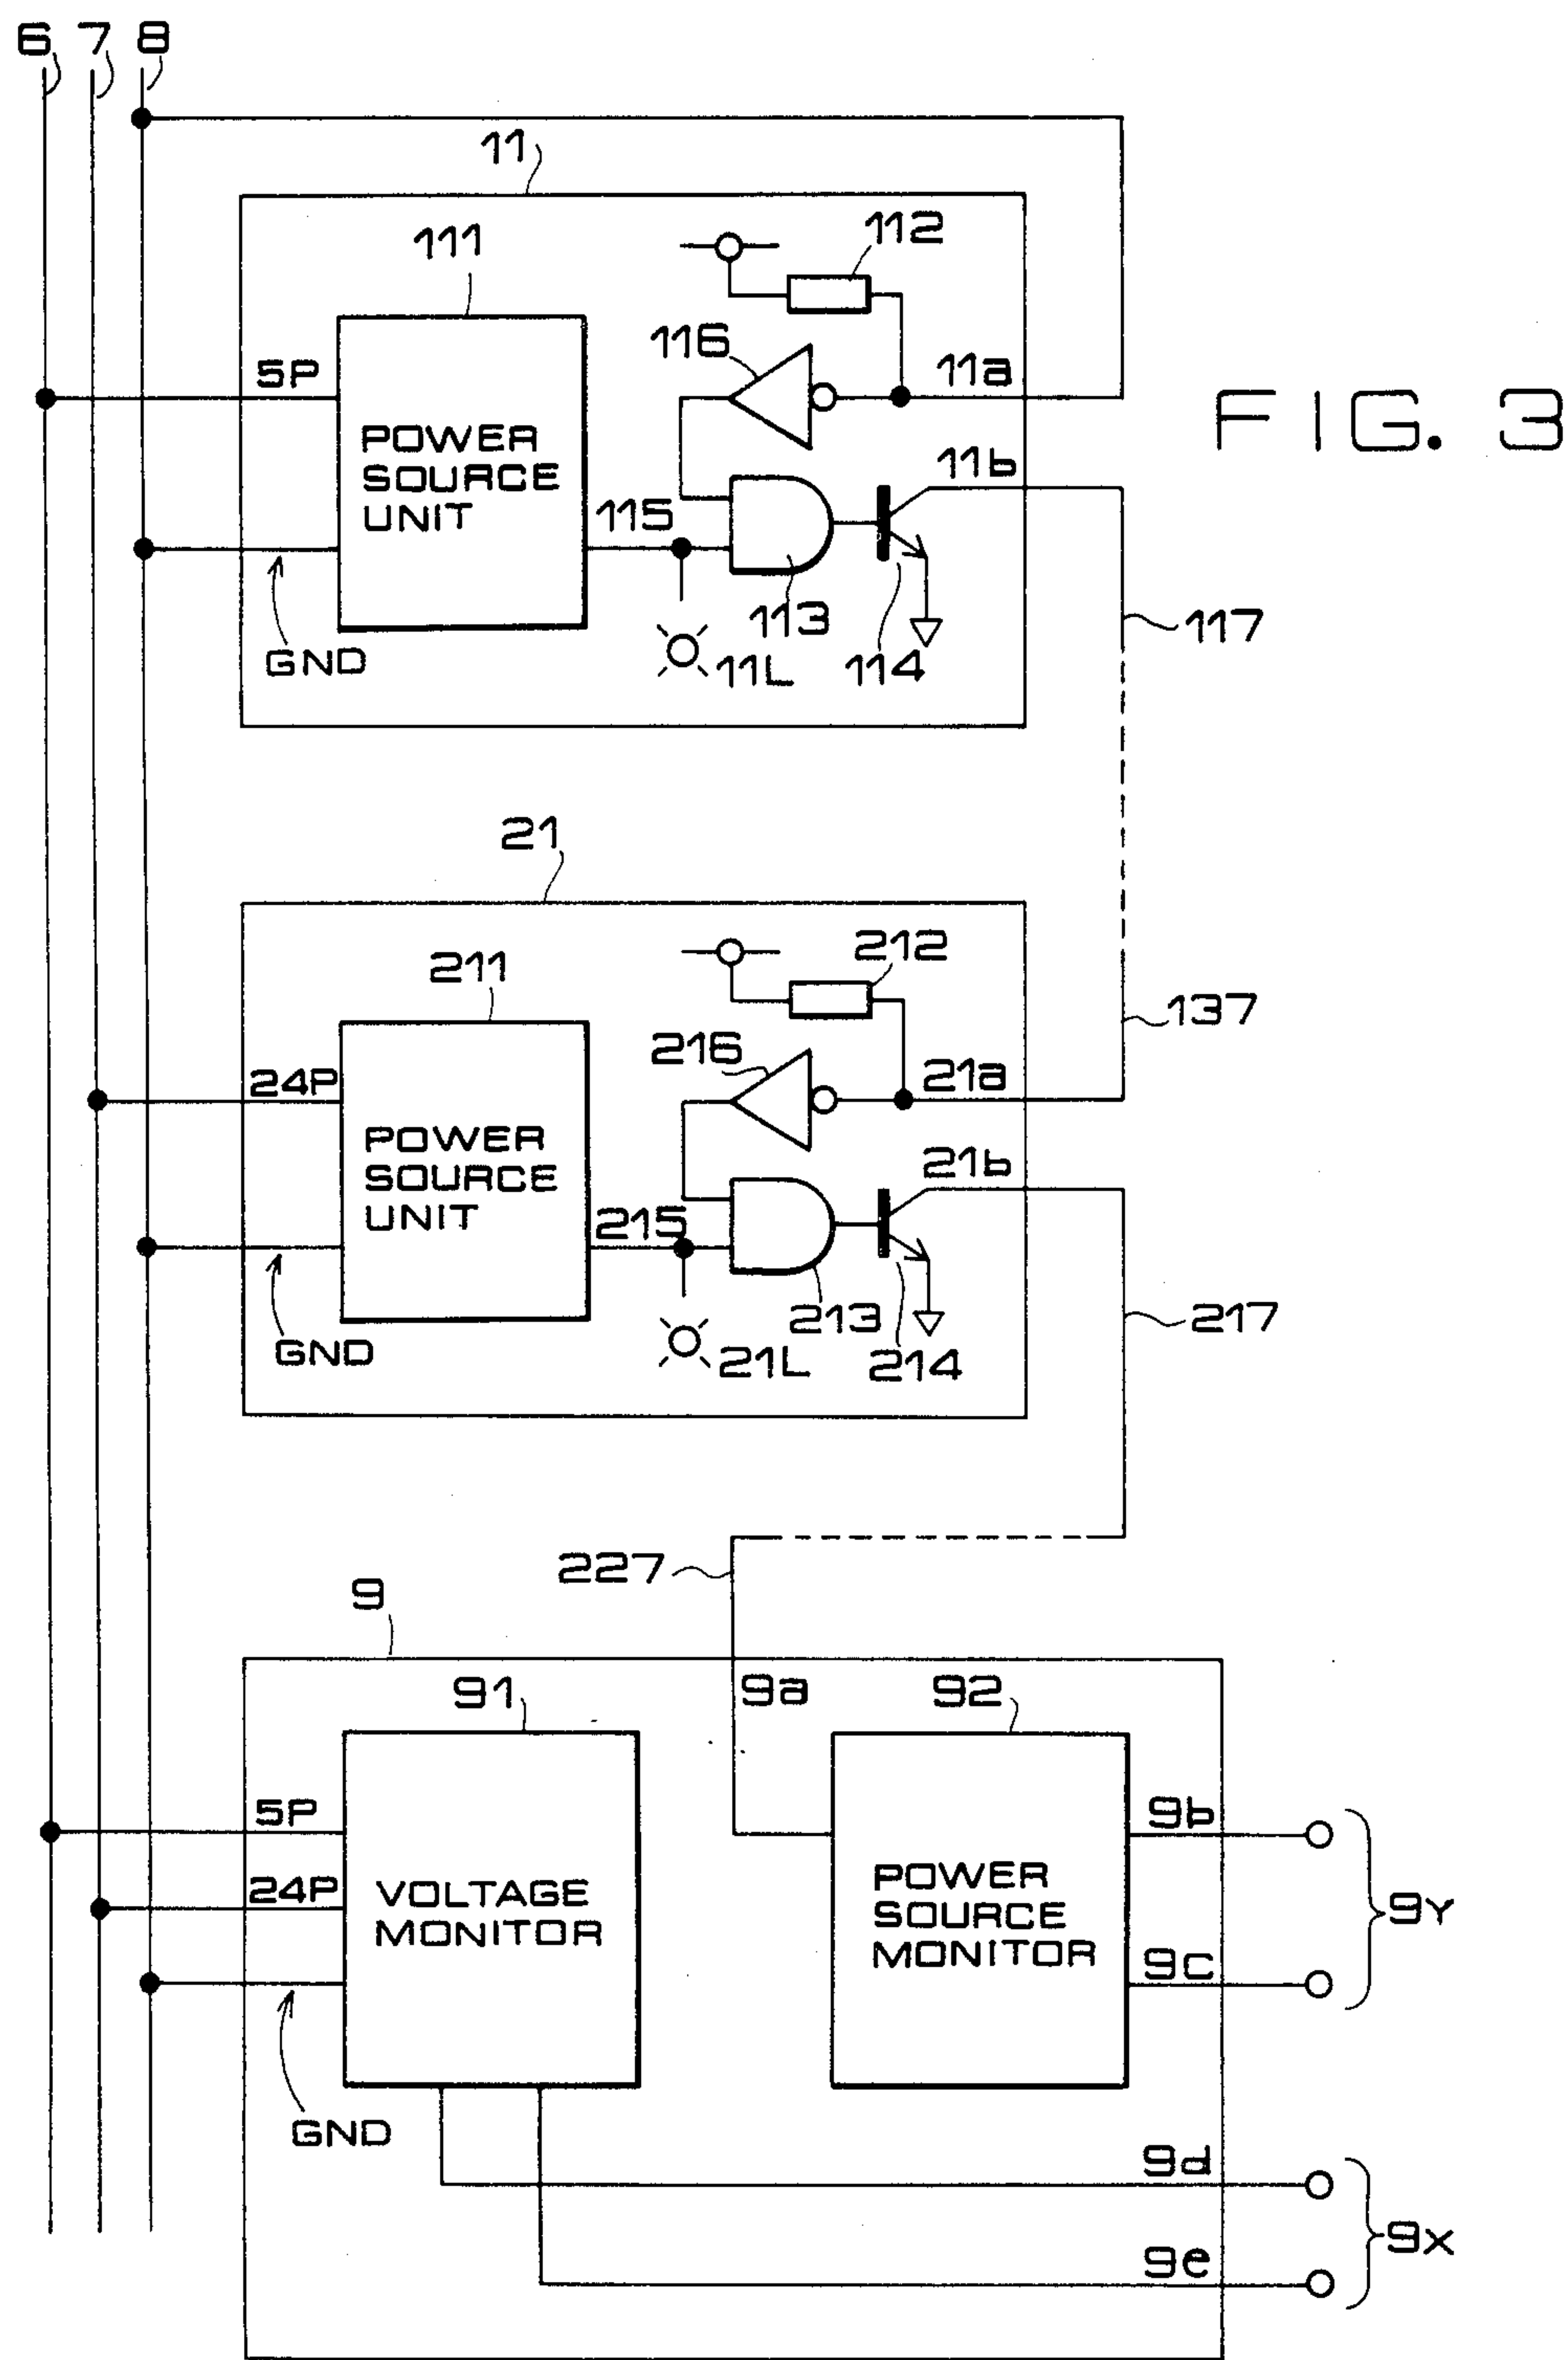 6 7 8
11
111
112
116
5P
11a
FIG. 3
POWER
SOURCE
UNIT
11b
115
113
117
GND
11L
114
21
211
212
137
216
24P
21a
POWER
SOURCE
UNIT
21b
215
213
217
GND
21L
214
227
9
91
9a
92
5P
9b
24P
VOLTAGE
MONITOR
POWER
SOURCE
MONITOR
9Y
9c
GND
9d
9X
9e